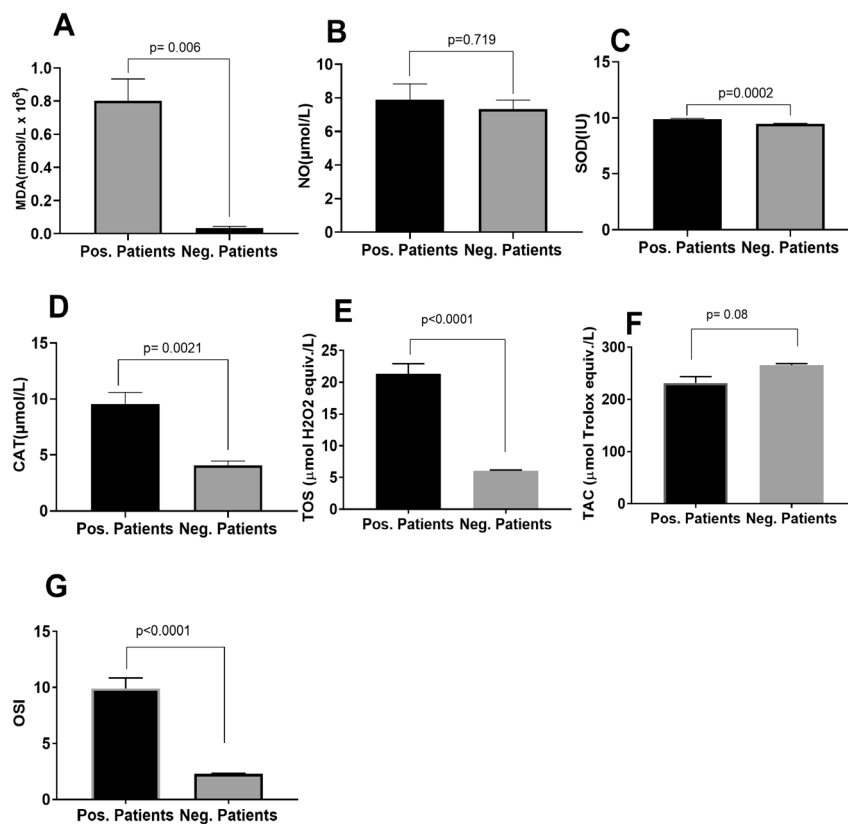 A
p= 0.006
MDA(mmol/L x 10⁸)
1.0
0.8
0.6
0.4
0.2
0.0
Pos. Patients Neg. Patients
B
p=0.719
NO(µmol/L)
10
8
6
4
2
0
Pos. Patients Neg. Patients
C
p=0.0002
SOD(IU)
15
10
5
0
Pos. Patients Neg. Patients
D
p= 0.0021
CAT(µmol/L)
15
10
5
0
Pos. Patients Neg. Patients
E
p<0.0001
TOS (µmol H2O2 equiv./L)
25
20
15
10
5
0
Pos. Patients Neg. Patients
F
p= 0.08
TAC (µmol Trolox equiv./L)
300
200
100
0
Pos. Patients Neg. Patients
G
p<0.0001
OSI
15
10
5
0
Pos. Patients Neg. Patients